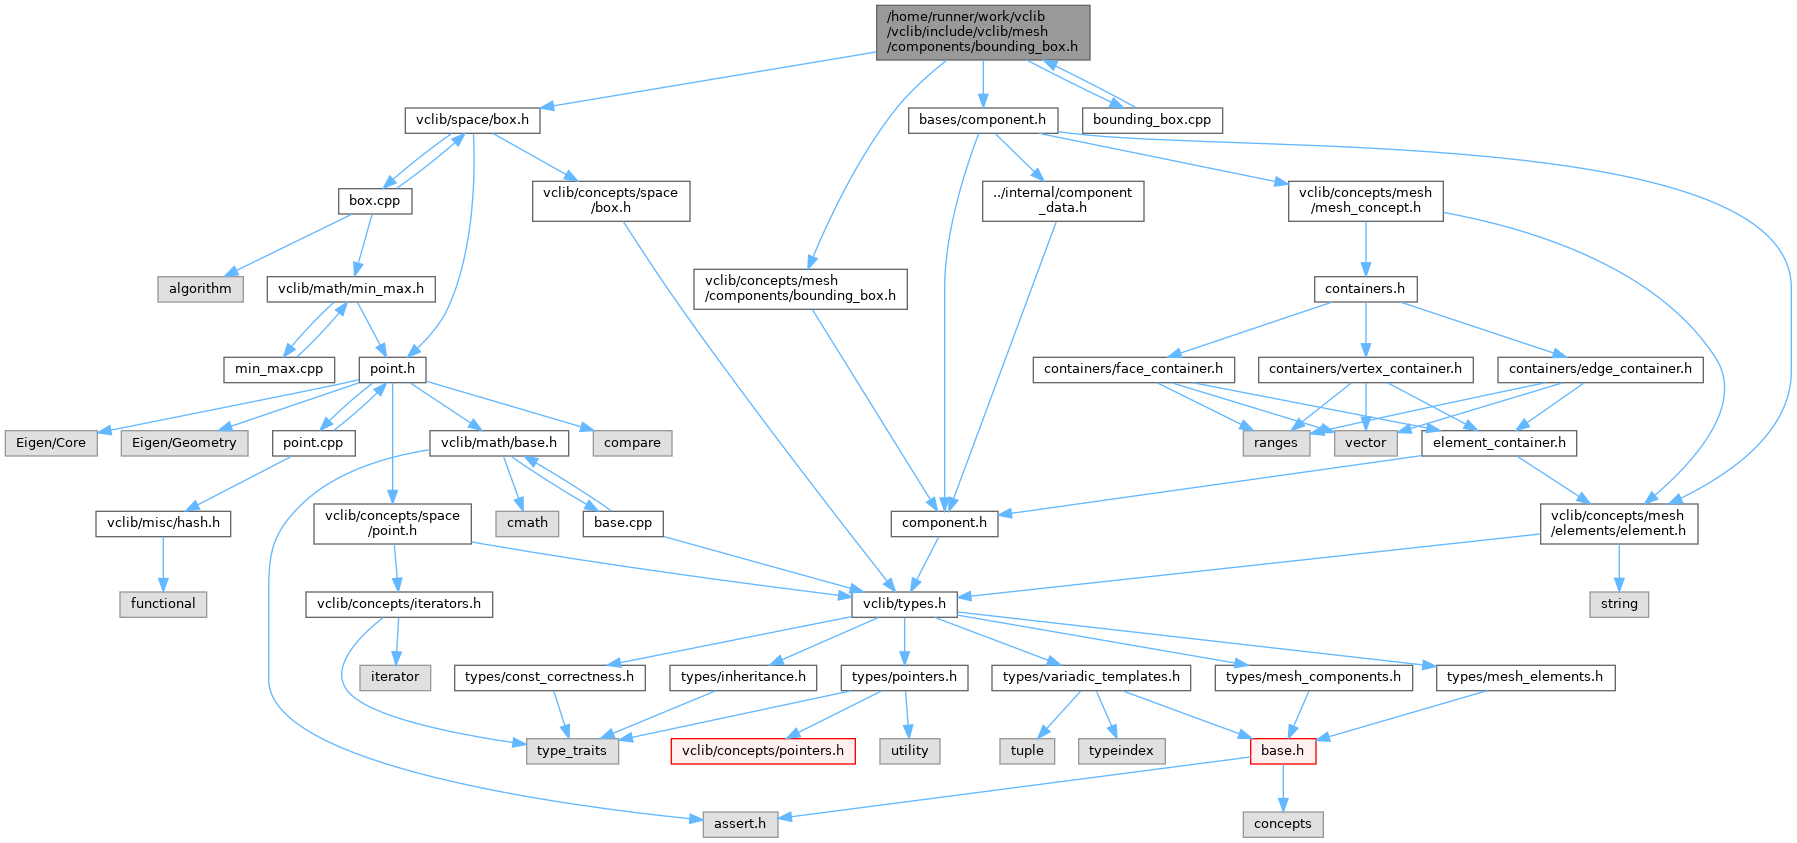 /home/runner/work/vclib
/vclib/include/vclib/mesh
/components/bounding_box.h
vclib/space/box.h
bases/component.h
bounding_box.cpp
box.cpp
vclib/concepts/space
/box.h
../internal/component
_data.h
vclib/concepts/mesh
/mesh_concept.h
algorithm
vclib/math/min_max.h
vclib/concepts/mesh
/components/bounding_box.h
containers.h
min_max.cpp
point.h
containers/face_container.h
containers/vertex_container.h
containers/edge_container.h
Eigen/Core
Eigen/Geometry
point.cpp
vclib/math/base.h
compare
ranges
vector
element_container.h
vclib/misc/hash.h
vclib/concepts/space
/point.h
cmath
base.cpp
component.h
vclib/concepts/mesh
/elements/element.h
functional
vclib/concepts/iterators.h
vclib/types.h
string
iterator
types/const_correctness.h
types/inheritance.h
types/pointers.h
types/variadic_templates.h
types/mesh_components.h
types/mesh_elements.h
type_traits
vclib/concepts/pointers.h
utility
tuple
typeindex
base.h
assert.h
concepts